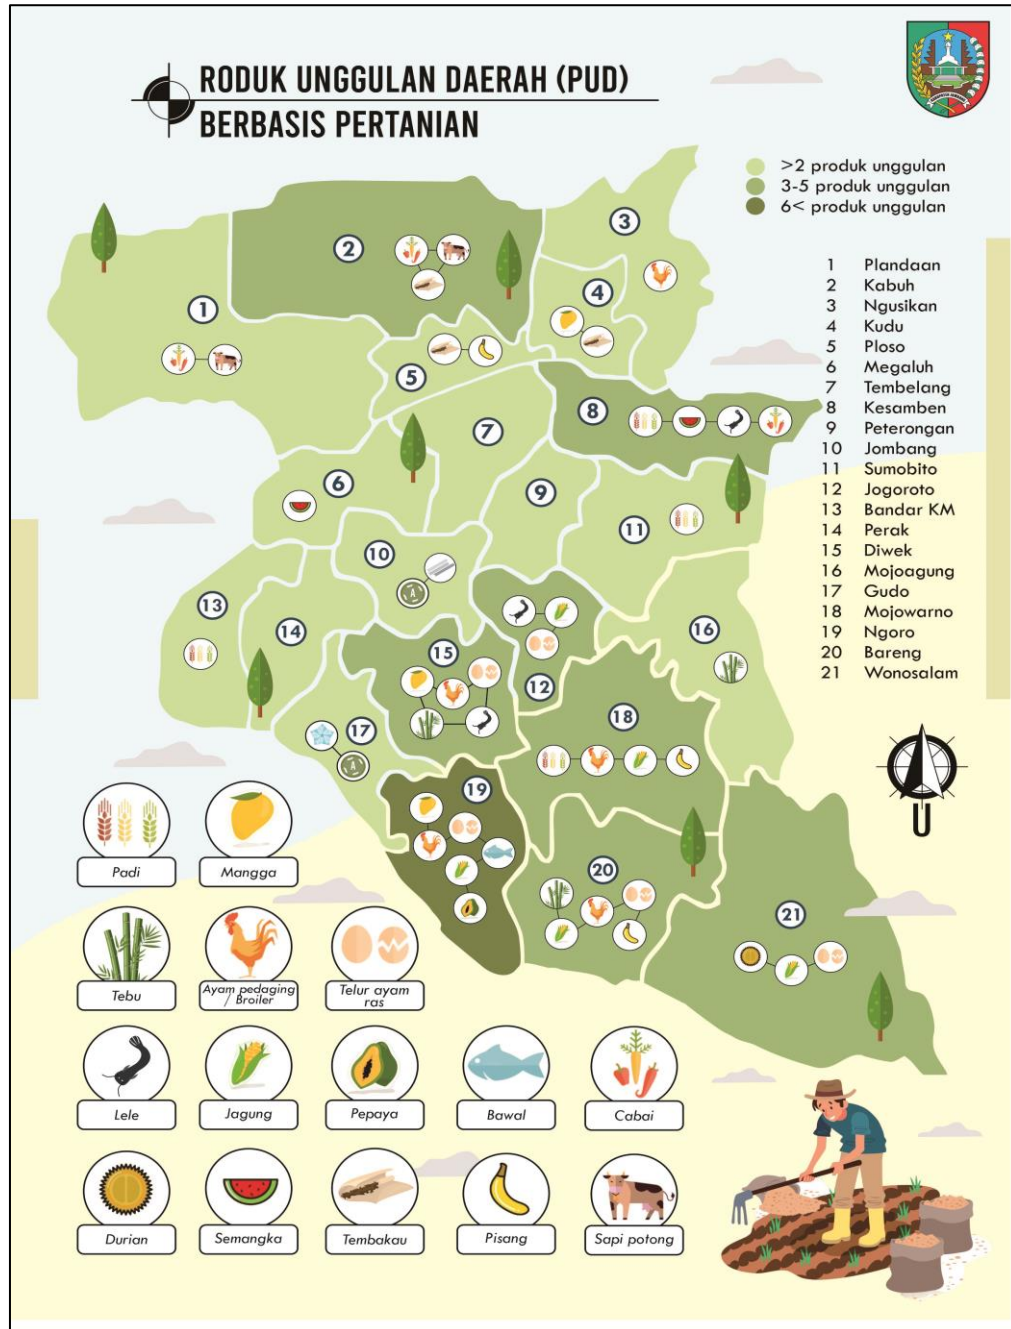 RODUK UNGGULAN DAERAH (PUD)
BERBASIS PERTANIAN
>2 produk unggulan
3-5 produk unggulan
6< produk unggulan
1 Plandaan
2 Kabuh
3 Ngusikan
4 Kudu
5 Ploso
6 Megaluh
7 Tembelang
8 Kesamben
9 Peterongan
10 Jombang
11 Sumobito
12 Jogoroto
13 Bandar KM
14 Perak
15 Diwek
16 Mojoagung
17 Gudo
18 Mojowarno
19 Ngoro
20 Bareng
21 Wonosalam
3
2
4
1
5
8
7
6
9
11
10
13
14
16
15
12
18
17
19
20
21
A
A
U
Padi
Mangga
Tebu
Ayam pedaging
/ Broiler
Telur ayam
ras
Lele
Jagung
Pepaya
Bawal
Cabai
Durian
Semangka
Tembakau
Pisang
Sapi potong